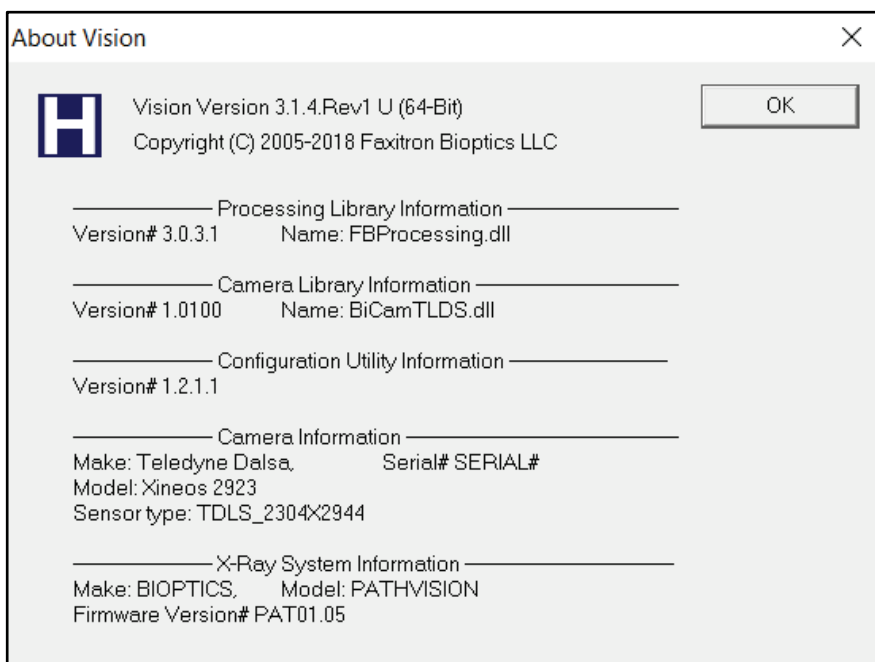 About Vision
Vision Version 3.1.4.Rev1 U (64-Bit)
OK
Copyright (C) 2005-2018 Faxitron Bioptics LLC
Processing Library Information
Version# 3.0.3.1 Name: FBProcessing.dll
Camera Library Information
Version# 1.0100 Name: BiCamTLDS.dll
Configuration Utility Information
Version# 1.2.1.1
Camera Information
Make: Teledyne Dalsa, Serial# SERIAL#
Model: Xineos 2923
Sensor type: TDLS_2304X2944
X-Ray System Information
Make: BIOPTICS, Model: PATHVISION
Firmware Version# PAT01.05